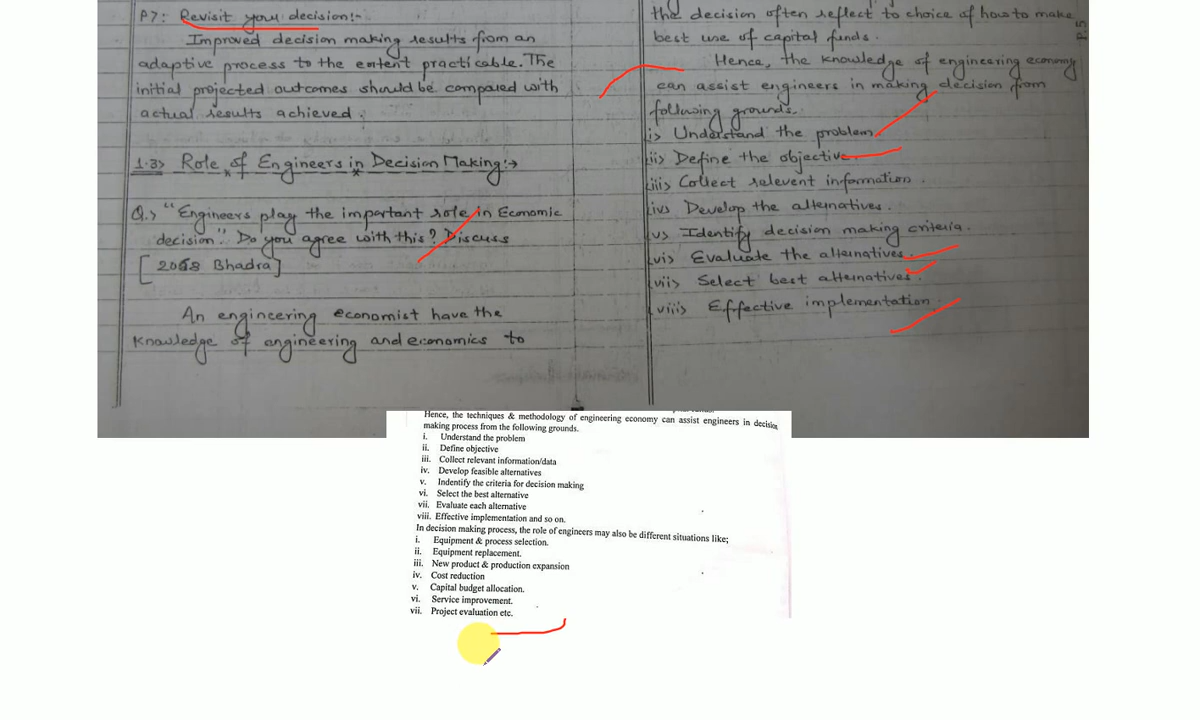 P7: Revisit your decision:-
Improved decision making results from an
adaptive process to the extent practicable. The
initial projected outcomes should be compared with
actual results achieved.
1.3> Role of Engineers in Decision Making:→
Q.> "Engineers play the important role in Economic
decision". Do you agree with this? Discuss
[2068 Bhadra]
An engineering economist have the
Knowledge of engineering and economics to
the decision often reflect to choice of how to make
best use of capital funds.
Hence, the knowledge of engineering economy
can assist engineers in making decision from
following grounds.
i> Understand the problem
ii> Define the objective
iii> Collect relevent information.
iv> Develop the alternatives.
v> Identify decision making criteria.
vi> Evaluate the alternatives.
vii> Select best alternatives.
viii> Effective implementation.
Hence, the techniques & methodology of engineering economy can assist engineers in decision
making process from the following grounds.
i. Understand the problem
ii. Define objective
iii. Collect relevant information/data
iv. Develop feasible alternatives
v. Indentify the criteria for decision making
vi. Select the best alternative
vii. Evaluate each alternative
viii. Effective implementation and so on.
In decision making process, the role of engineers may also be different situations like;
i. Equipment & process selection.
ii. Equipment replacement.
iii. New product & production expansion
iv. Cost reduction
v. Capital budget allocation.
vi. Service improvement.
vii. Project evaluation etc.